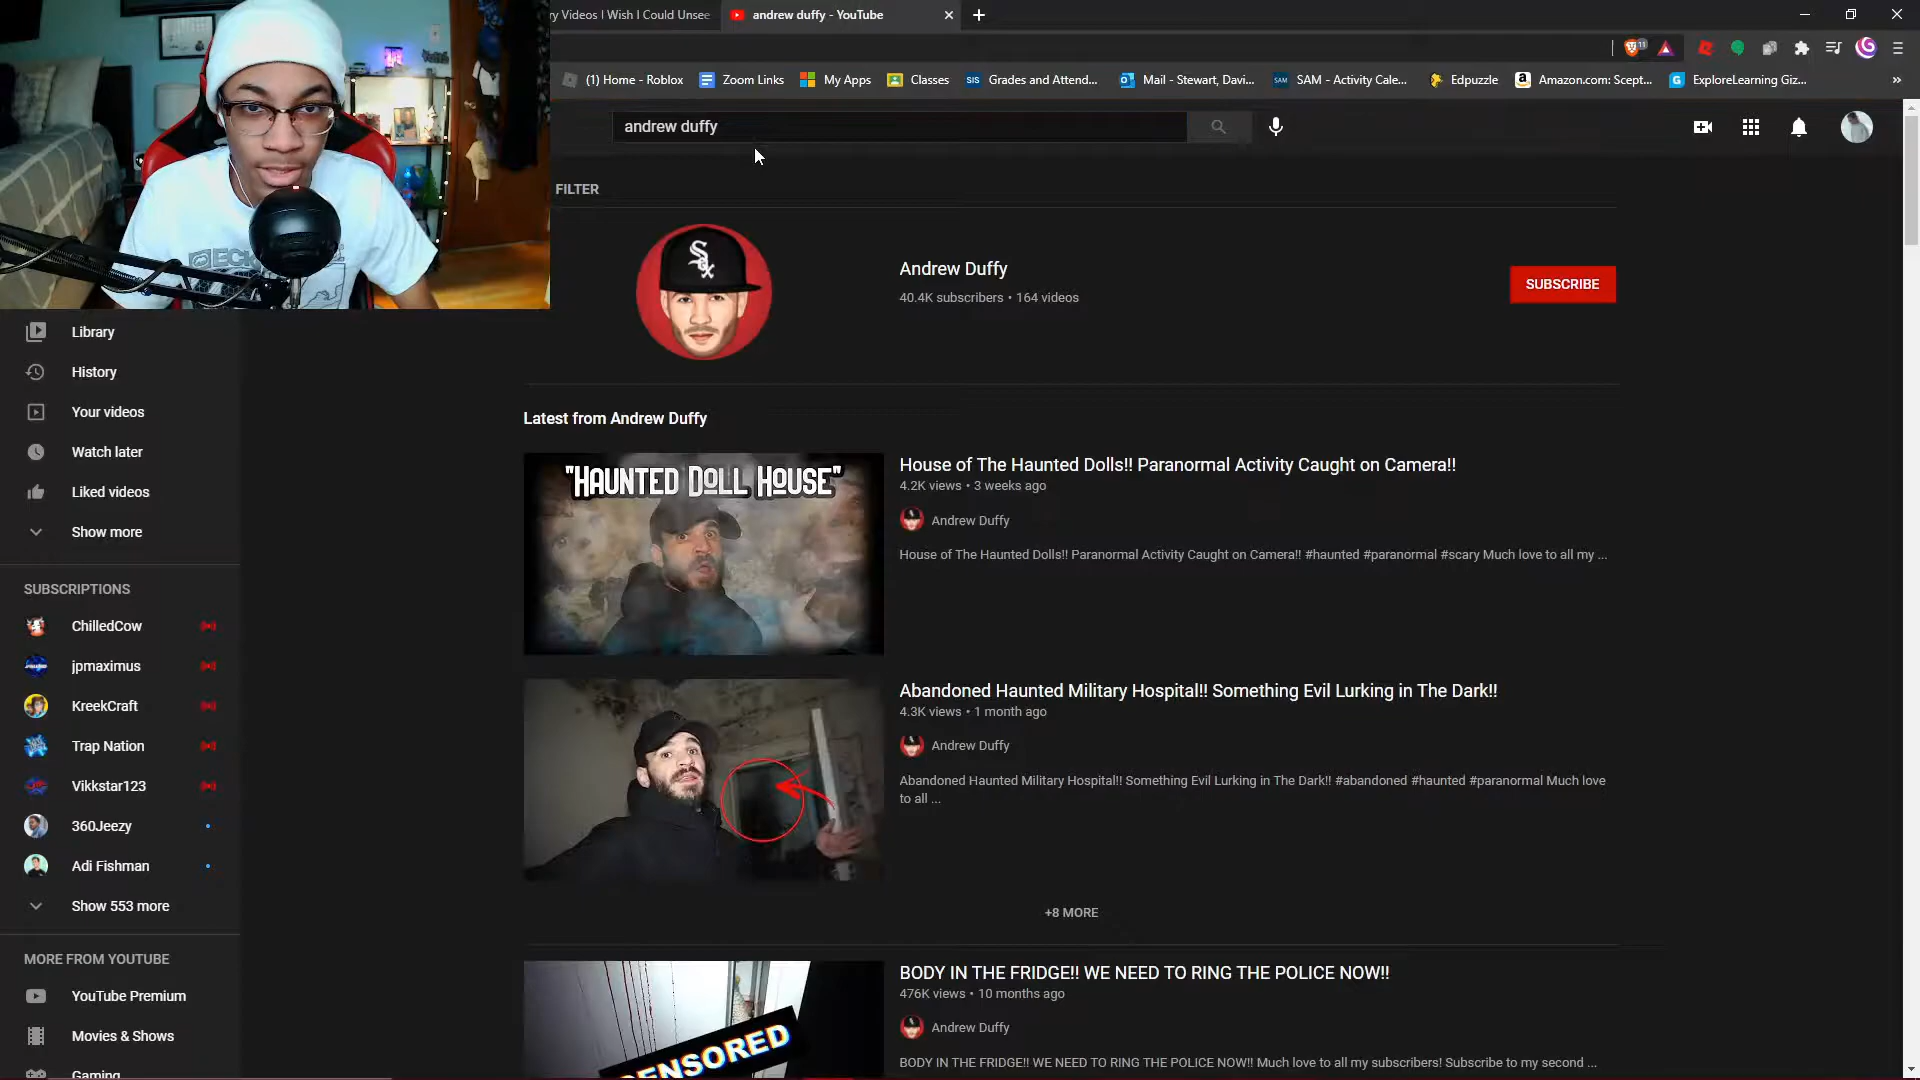 ry Videos I Wish I Could Unsee
andrew duffy - YouTube
11
(1) Home - Roblox
Zoom Links
My Apps
Classes
SIS Grades and Attend...
Mail - Stewart, Davi...
SAM SAM - Activity Cale...
Edpuzzle
Amazon.com: Scept...
ExploreLearning Giz...
andrew duffy
FILTER
Andrew Duffy
40.4K subscribers • 164 videos
SUBSCRIBE
Library
History
Your videos
Watch later
Liked videos
Show more
SUBSCRIPTIONS
ChilledCow
jpmaximus
KreekCraft
Trap Nation
Vikkstar123
360Jeezy
Adi Fishman
Show 553 more
MORE FROM YOUTUBE
YouTube Premium
Movies & Shows
Gaming
Latest from Andrew Duffy
"HAUNTED DOLL HOUSE"
House of The Haunted Dolls!! Paranormal Activity Caught on Camera!!
4.2K views • 3 weeks ago
Andrew Duffy
House of The Haunted Dolls!! Paranormal Activity Caught on Camera!! #haunted #paranormal #scary Much love to all my ...
Abandoned Haunted Military Hospital!! Something Evil Lurking in The Dark!!
4.3K views • 1 month ago
Andrew Duffy
Abandoned Haunted Military Hospital!! Something Evil Lurking in The Dark!! #abandoned #haunted #paranormal Much love
to all ...
+8 MORE
ENSORED
BODY IN THE FRIDGE!! WE NEED TO RING THE POLICE NOW!!
476K views • 10 months ago
Andrew Duffy
BODY IN THE FRIDGE!! WE NEED TO RING THE POLICE NOW!! Much love to all my subscribers! Subscribe to my second ...